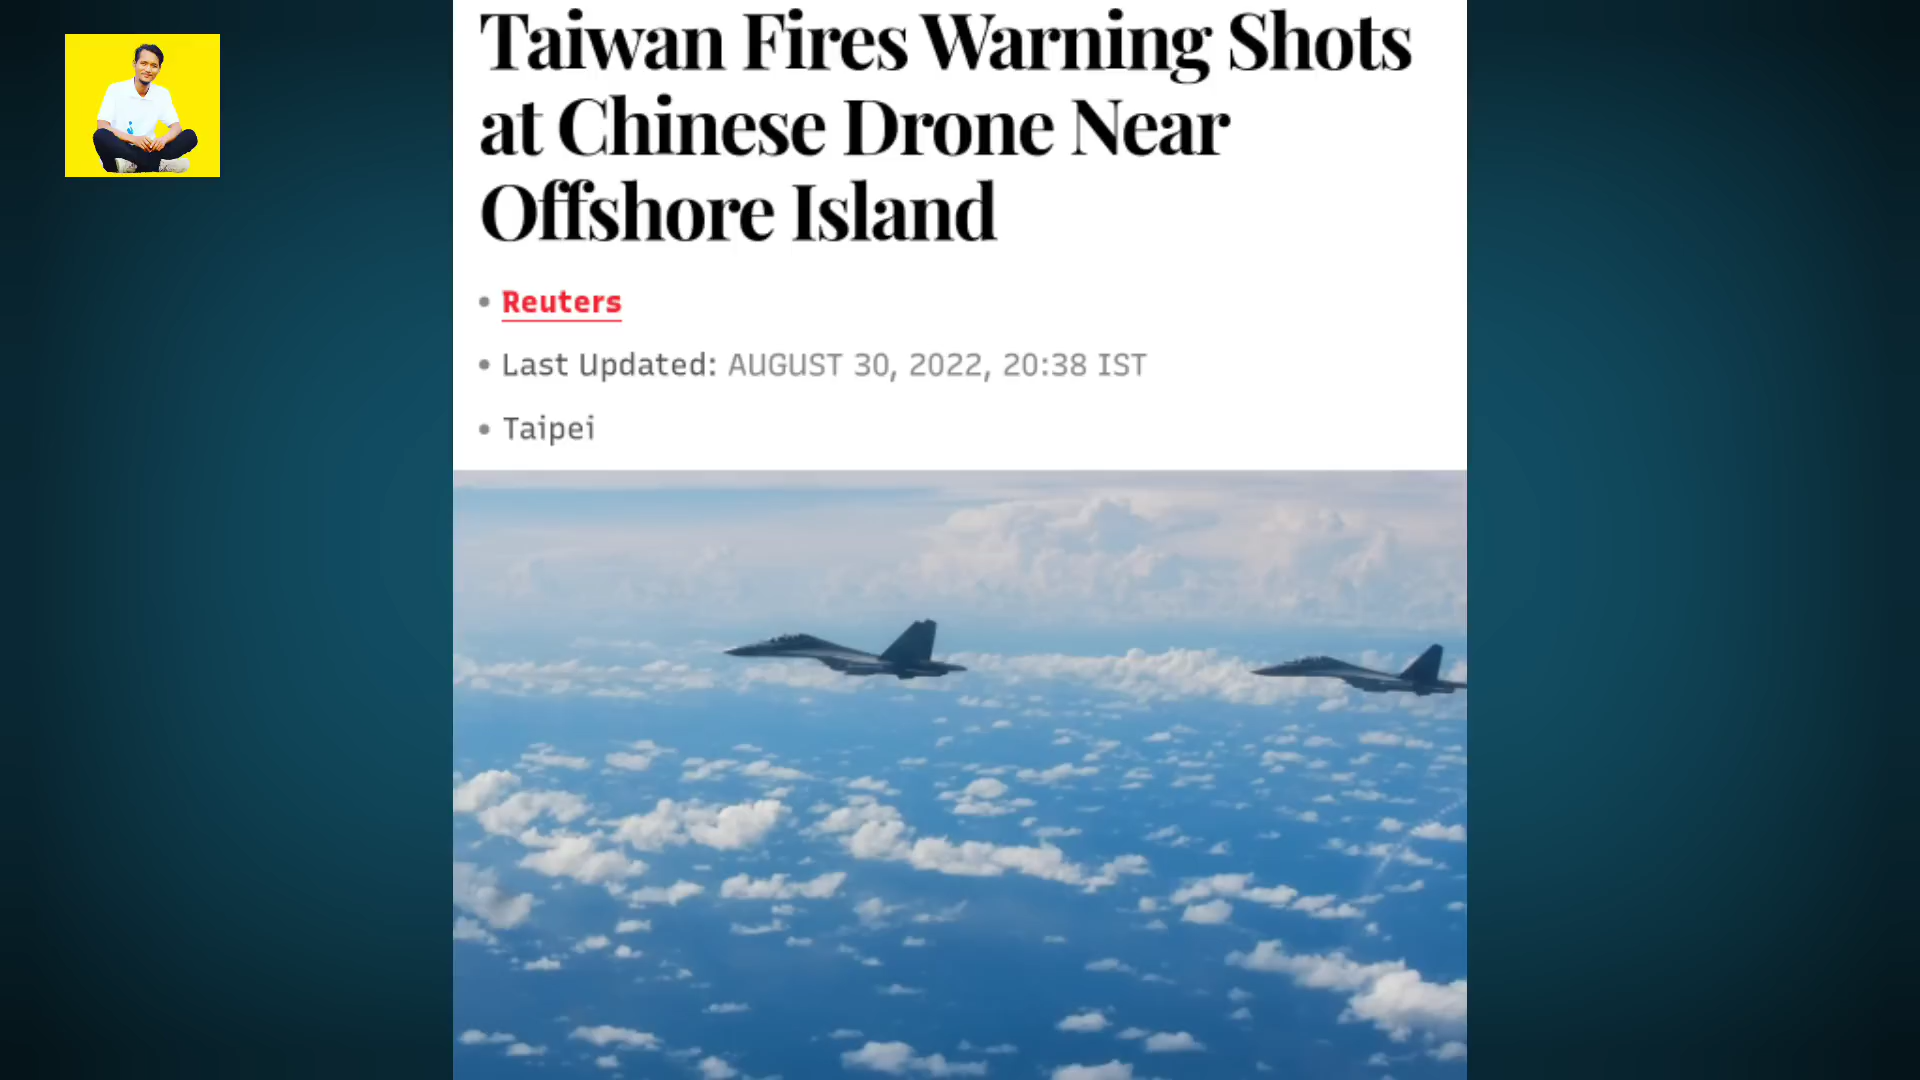 Taiwan Fires Warning Shots
at Chinese Drone Near
Offshore Island
Reuters
Last Updated: AUGUST 30, 2022, 20:38 IST
Taipei